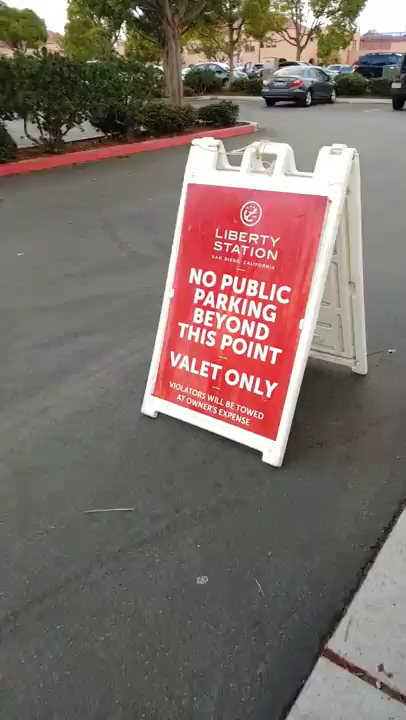 LIBERTY
STATION
SAN DIEGO, CALIFORNIA
NO PUBLIC
PARKING
BEYOND
THIS POINT
VALET ONLY
VIOLATORS WILL BE TOWED
AT OWNER'S EXPENSE